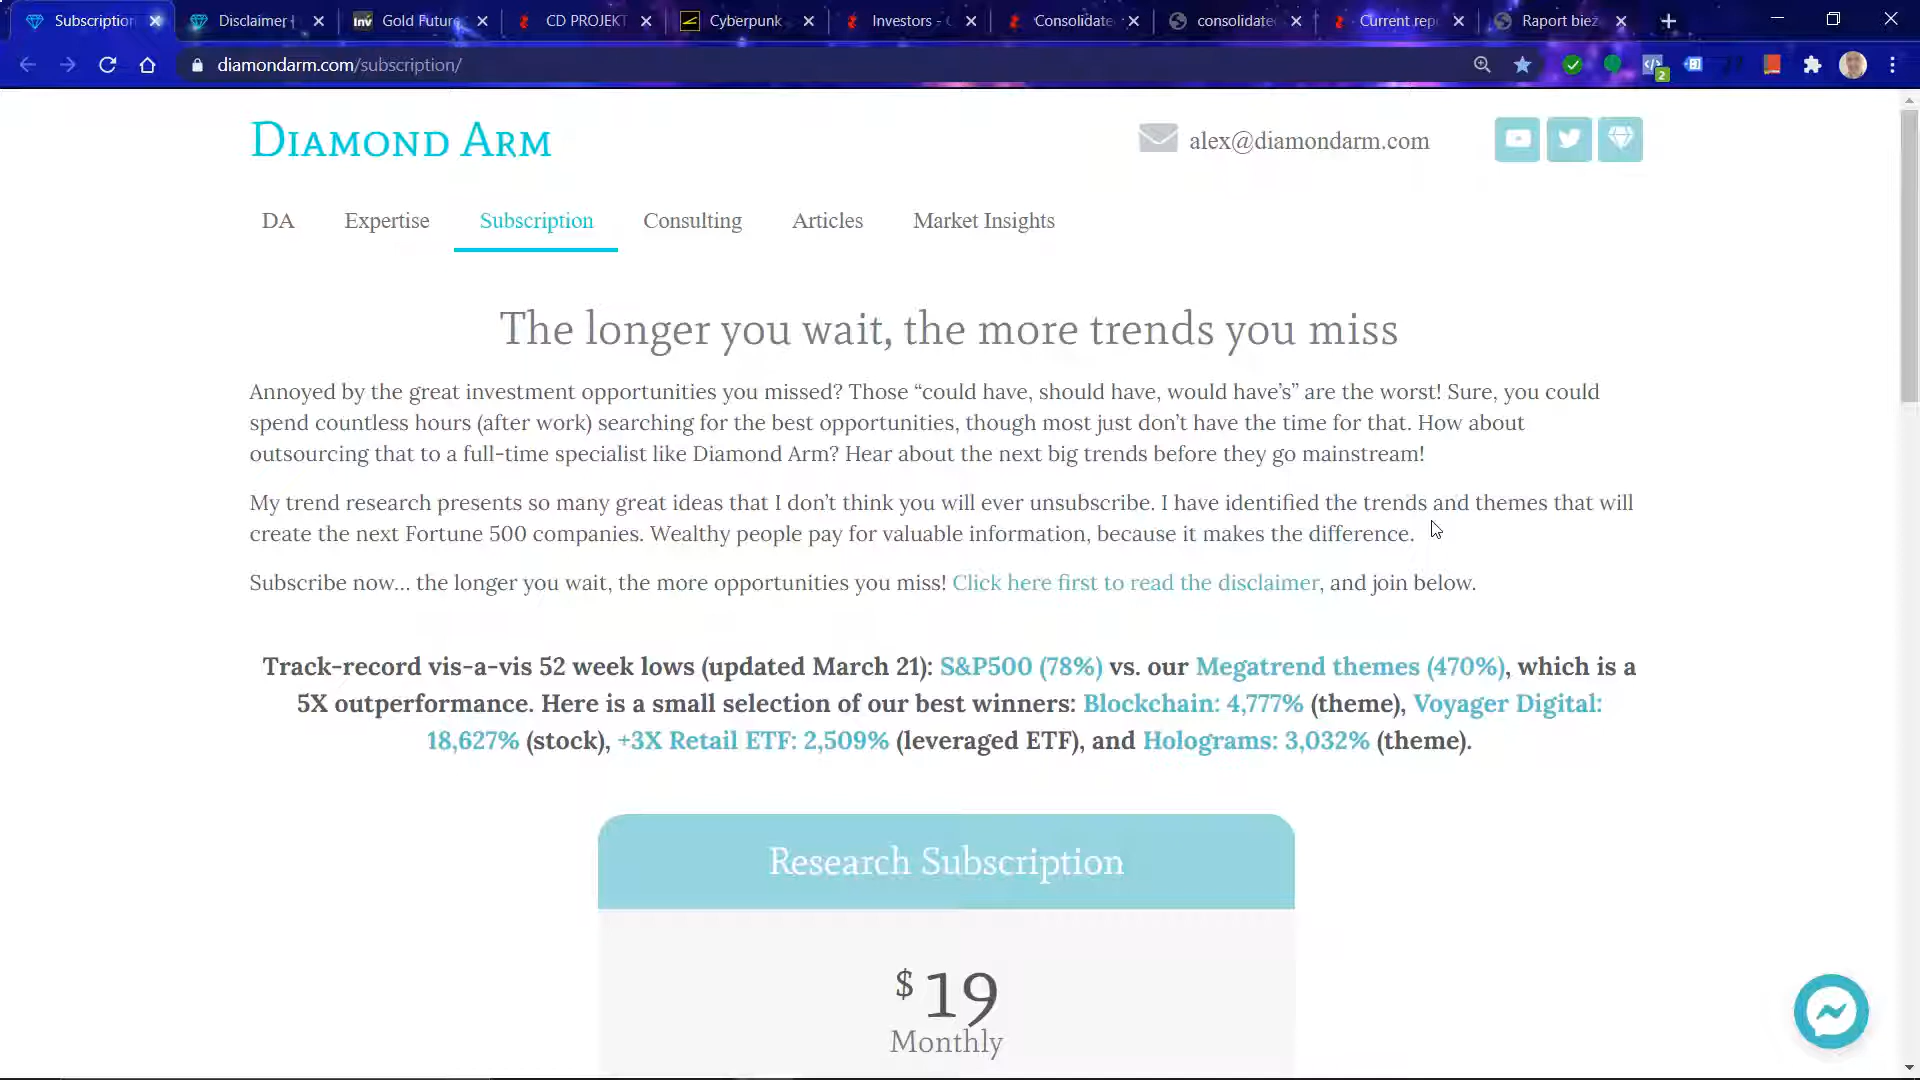 Subscription
Disclaimer |
Gold Futur
CD PROJEKT
Cyberpunk
Investors -
Consolidate
consolidate
Current rep
Raport bież
diamondarm.com/subscription/
2
DIAMOND ARM
alex@diamondarm.com
DA
Expertise
Subscription
Consulting
Articles
Market Insights
The longer you wait, the more trends you miss
Annoyed by the great investment opportunities you missed? Those “could have, should have, would have’s” are the worst! Sure, you could
spend countless hours (after work) searching for the best opportunities, though most just don’t have the time for that. How about
outsourcing that to a full-time specialist like Diamond Arm? Hear about the next big trends before they go mainstream!
My trend research presents so many great ideas that I don’t think you will ever unsubscribe. I have identified the trends and themes that will
create the next Fortune 500 companies. Wealthy people pay for valuable information, because it makes the difference.
Subscribe now… the longer you wait, the more opportunities you miss! Click here first to read the disclaimer, and join below.
Track-record vis-a-vis 52 week lows (updated March 21): S&P500 (78%) vs. our Megatrend themes (470%), which is a
5X outperformance. Here is a small selection of our best winners: Blockchain: 4,777% (theme), Voyager Digital:
18,627% (stock), +3X Retail ETF: 2,509% (leveraged ETF), and Holograms: 3,032% (theme).
Research Subscription
$19
Monthly